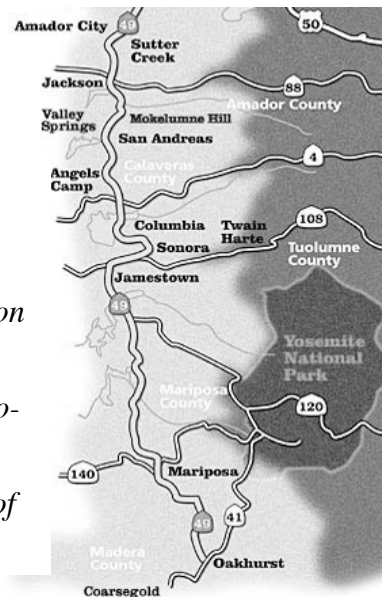 Amador City
49
50
Sutter
Creek
Jackson
88
Amador County
Valley
Springs
Mokelumne Hill
San Andreas
4
Calaveras
County
Angels
Camp
Columbia
Twain
Harte
108
Sonora
Tuolumne
County
Jamestown
on
49
Yosemite
National
Park
Mariposa
County
o-
120
140
Mariposa
of
49
41
Madera
County
Oakhurst
Coarsegold